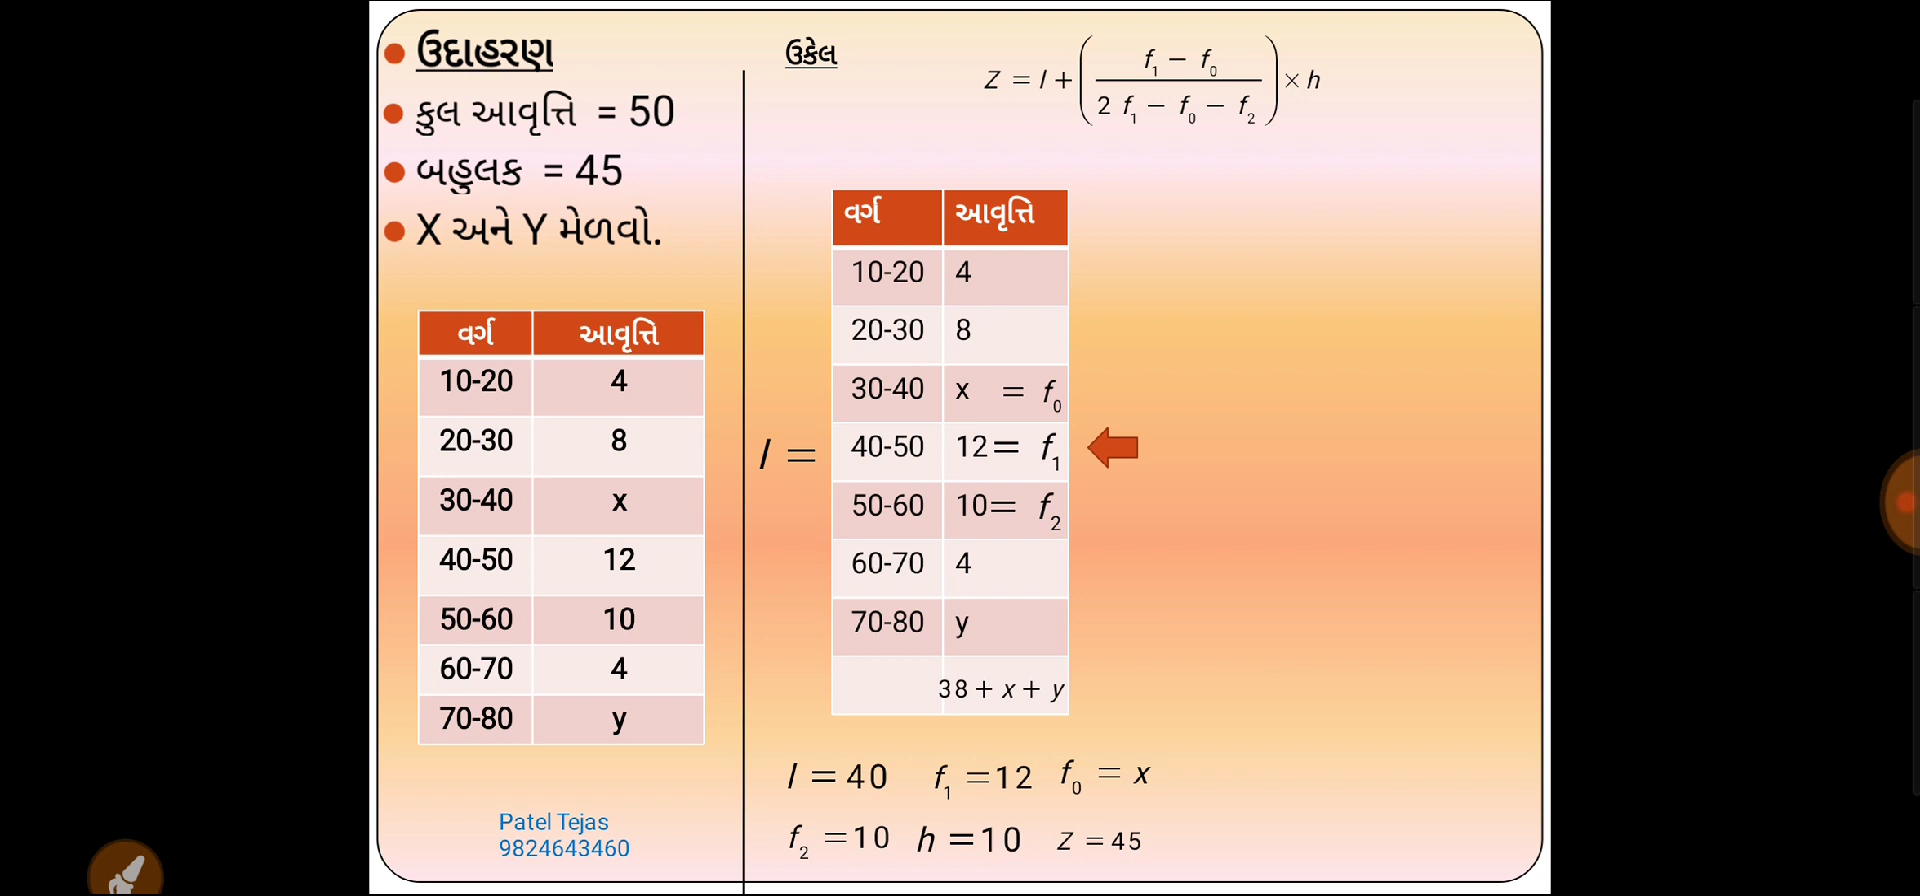 ઉદાહરણ
કુલ આવૃત્તિ = 50
બહુલક = 45
X અને Y મેળવો.
વર્ગ આવૃત્તિ
10-20 4
20-30 8
30-40 x
40-50 12
50-60 10
60-70 4
70-80 y
Patel Tejas
9824643460
ઉકેલ
Z = l + ( (f₁ − f₀) / (2 f₁ − f₀ − f₂) ) × h
વર્ગ આવૃત્તિ
10-20 4
20-30 8
30-40 x = f₀
l = 40-50 12 = f₁
50-60 10 = f₂
60-70 4
70-80 y
38 + x + y
l = 40 f₁ = 12 f₀ = x
f₂ = 10 h = 10 Z = 45